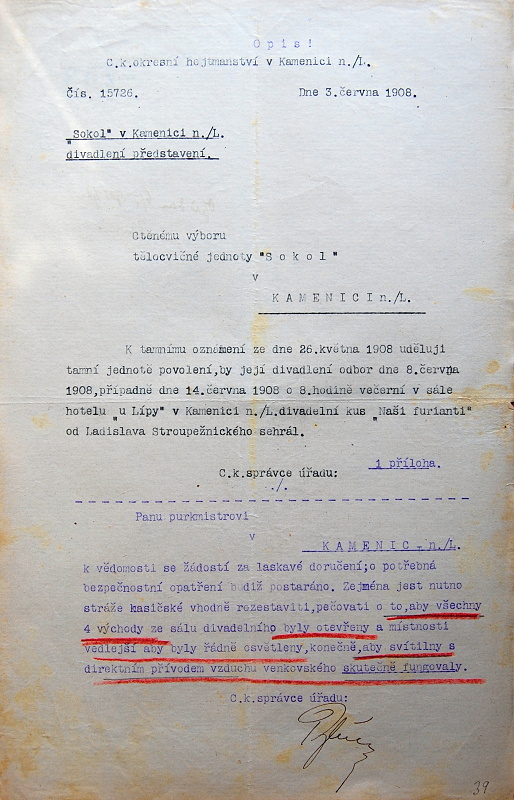 Opis!
C.k.okresní hejtmanství v Kamenici n./L.
Čís. 15726. Dne 3.června 1908.
„Sokol" v Kamenici n./L.
divadlení představení.
Ctenému výboru
tělocvičné jednoty "Sokol"
v
KAMENICI n./L.
K tamnímu oznámení ze dne 26.května 1908 uděluji
tamní jednotě povolení,by její divadlení odbor dne 8.června
1908,případně dne 14.června 1908 o 8.hodině večerní v sále
hotelu „u Lípy" v Kamenici n./L.divadelní kus „Naši furianti"
od Ladislava Stroupežnického sehrál.
1 příloha.
C.k.správce úřadu:
./.
Panu purkmistrovi
v
KAMENIC - n./L.
k vědomosti se žádostí za laskavé doručení;o potřebná
bezpečnostní opatření budiž postaráno. Zejména jest nutno
stráže hasičské vhodně rozestaviti,pečovati o to,aby všechny
4 východy ze sálu divadelního byly otevřeny a místnosti
vedlejší aby byly řádně osvětleny,konečně,aby svítilny s
direktním přívodem vzduchu venkovského skutečně fungovaly.
C.k.správce úřadu:
39